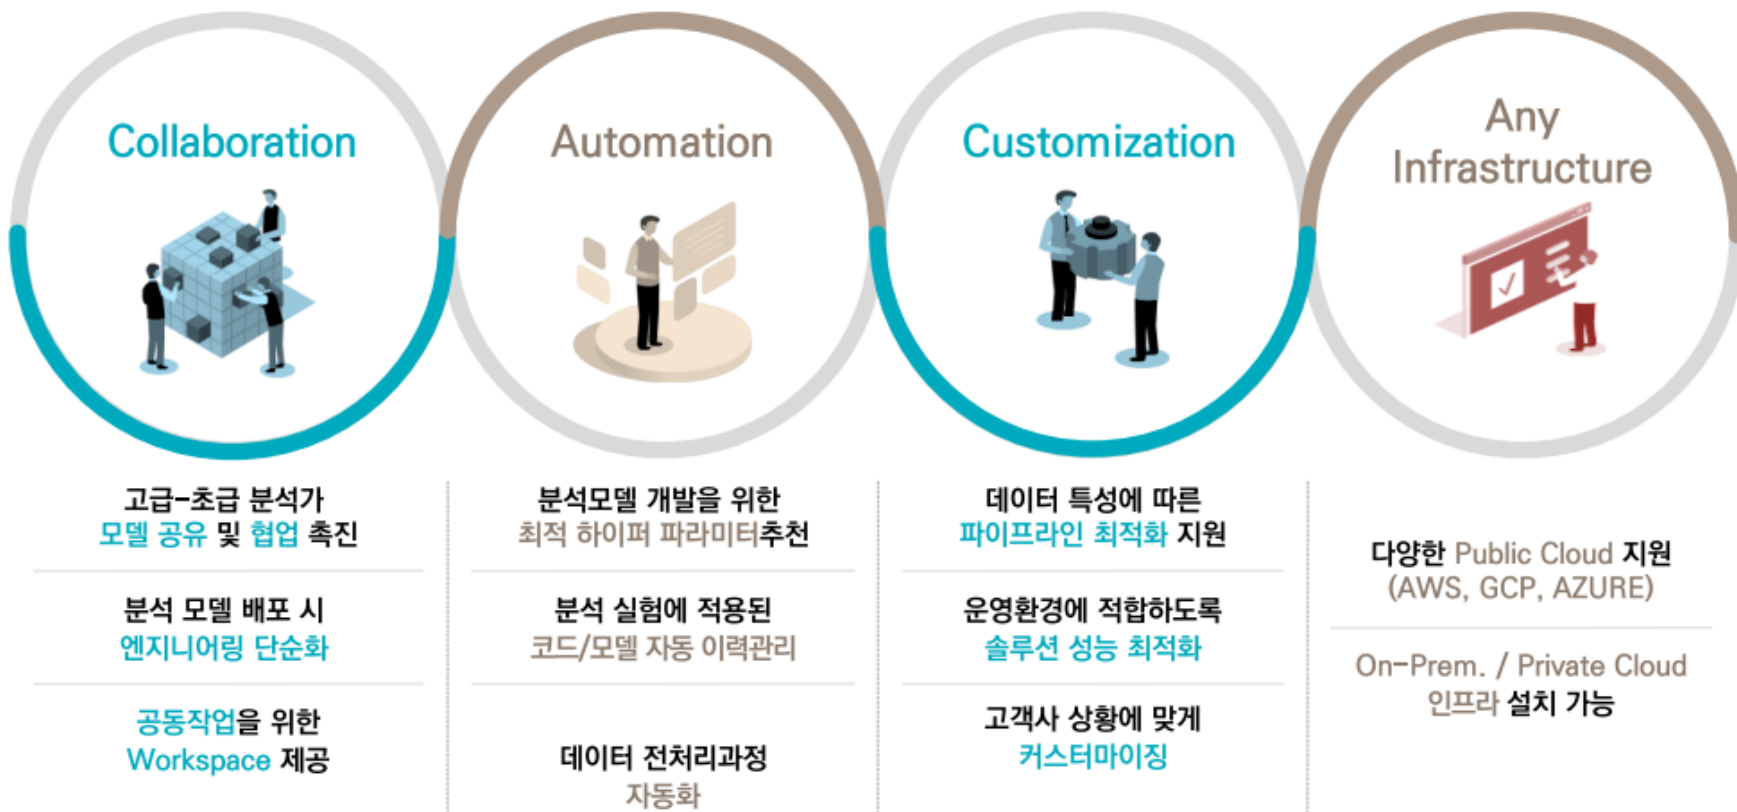 Collaboration
고급-초급 분석가
모델 공유 및 협업 촉진
분석 모델 배포 시
엔지니어링 단순화
공동작업을 위한
Workspace 제공
Automation
분석모델 개발을 위한
최적 하이퍼 파라미터추천
분석 실험에 적용된
코드/모델 자동 이력관리
데이터 전처리과정
자동화
Customization
데이터 특성에 따른
파이프라인 최적화 지원
운영환경에 적합하도록
솔루션 성능 최적화
고객사 상황에 맞게
커스터마이징
Any
Infrastructure
다양한 Public Cloud 지원
(AWS, GCP, AZURE)
On-Prem. / Private Cloud
인프라 설치 가능